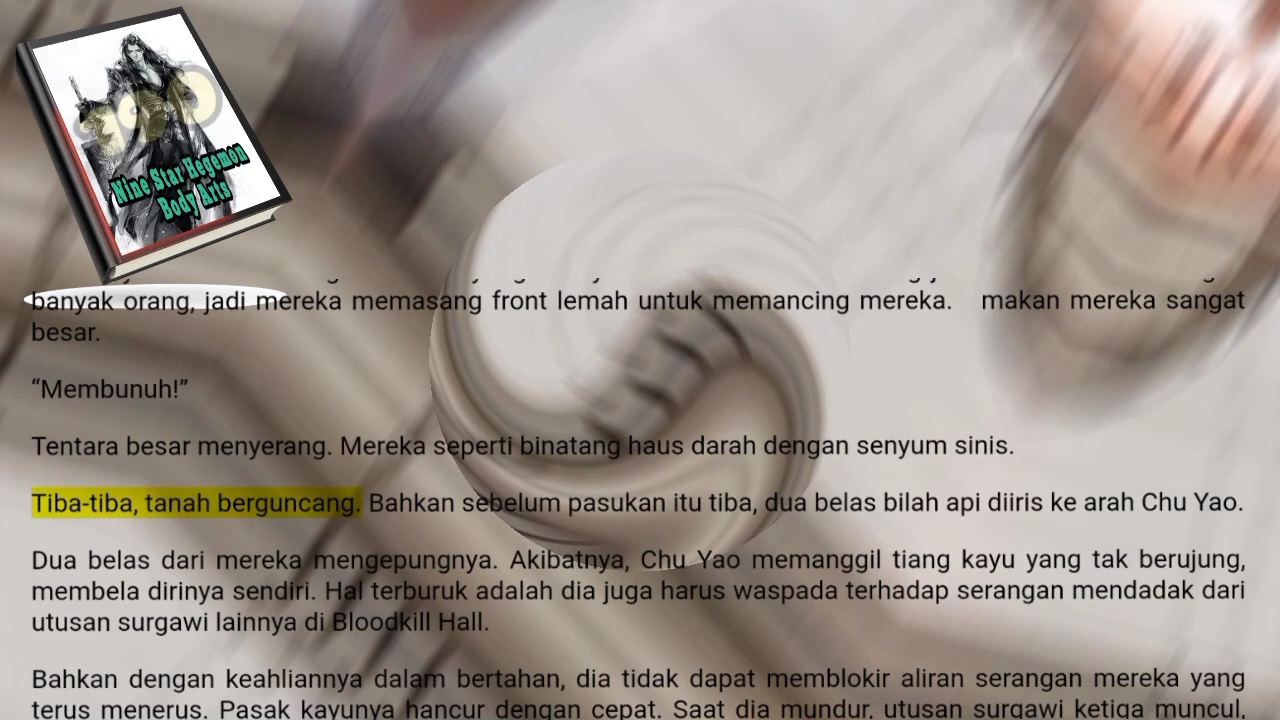 Nine Star Hegemon
Body Arts
banyak orang, jadi mereka memasang front lemah untuk memancing mereka. makan mereka sangat
besar.
“Membunuh!”
Tentara besar menyerang. Mereka seperti binatang haus darah dengan senyum sinis.
Tiba-tiba, tanah berguncang. Bahkan sebelum pasukan itu tiba, dua belas bilah api diiris ke arah Chu Yao.
Dua belas dari mereka mengepungnya. Akibatnya, Chu Yao memanggil tiang kayu yang tak berujung,
membela dirinya sendiri. Hal terburuk adalah dia juga harus waspada terhadap serangan mendadak dari
utusan surgawi lainnya di Bloodkill Hall.
Bahkan dengan keahliannya dalam bertahan, dia tidak dapat memblokir aliran serangan mereka yang
terus menerus. Pasak kayunya hancur dengan cepat. Saat dia mundur, utusan surgawi ketiga muncul,